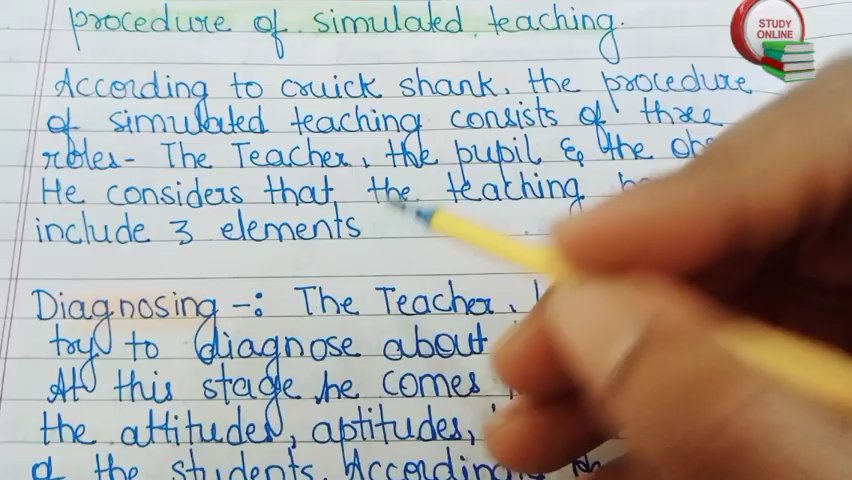 procedure of simulated teaching.
STUDY
ONLINE
According to cruick shank, the procedure
of simulated teaching consists of three
roles- The Teacher, the pupil & the
He considers that the teaching
include 3 elements
Diagnosing -: The Teacher,
try to diagnose about
At this stage he comes
the attitudes, aptitudes,
of the students. According